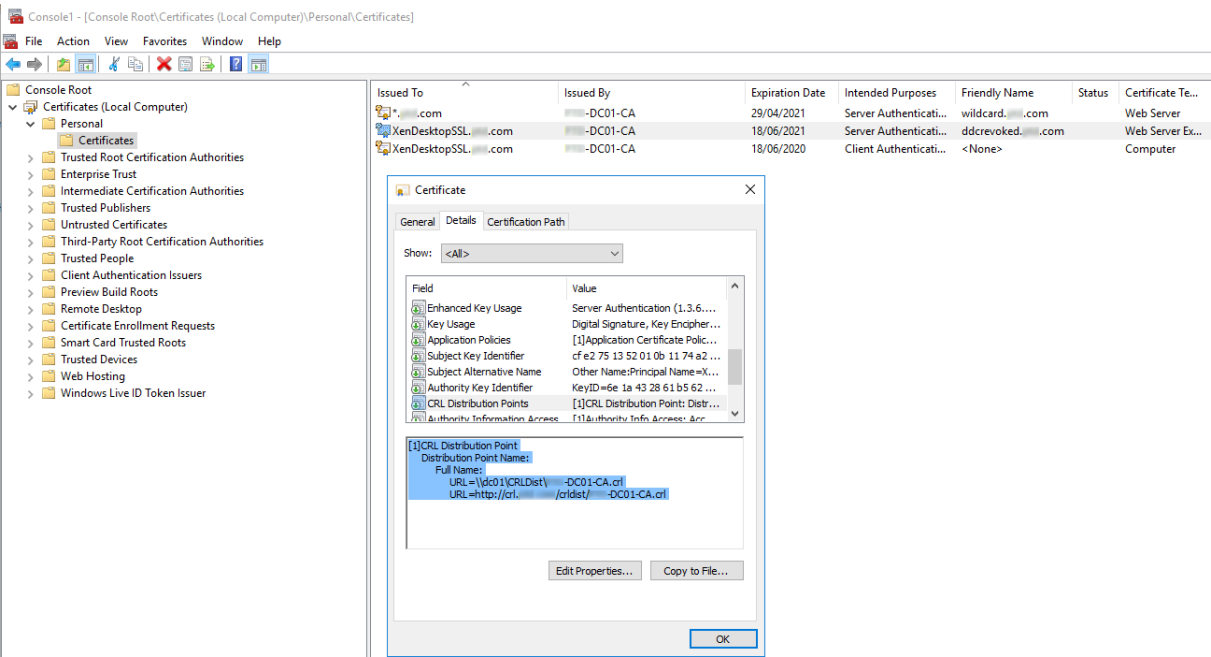 Console1 - [Console Root\Certificates (Local Computer)\Personal\Certificates]
File Action View Favorites Window Help
Console Root
Certificates (Local Computer)
Personal
Certificates
Trusted Root Certification Authorities
Enterprise Trust
Intermediate Certification Authorities
Trusted Publishers
Untrusted Certificates
Third-Party Root Certification Authorities
Trusted People
Client Authentication Issuers
Preview Build Roots
Remote Desktop
Certificate Enrollment Requests
Smart Card Trusted Roots
Trusted Devices
Web Hosting
Windows Live ID Token Issuer
Issued To Issued By Expiration Date Intended Purposes Friendly Name Status Certificate Te...
*. .com -DC01-CA 29/04/2021 Server Authenticati... wildcard. .com Web Server
XenDesktopSSL. .com -DC01-CA 18/06/2021 Server Authenticati... ddcrevoked. .com Web Server Ex...
XenDesktopSSL. .com -DC01-CA 18/06/2020 Client Authenticati... <None> Computer
Certificate
General Details Certification Path
Show: <All>
Field Value
Enhanced Key Usage Server Authentication (1.3.6....
Key Usage Digital Signature, Key Encipher...
Application Policies [1]Application Certificate Polic...
Subject Key Identifier cf e2 75 13 52 01 0b 11 74 a2 ...
Subject Alternative Name Other Name:Principal Name=X...
Authority Key Identifier KeyID=6e 1a 43 28 61 b5 62 ...
CRL Distribution Points [1]CRL Distribution Point: Distr...
Authority Information Access [1]Authority Info Access: Acc...
[1]CRL Distribution Point
Distribution Point Name:
Full Name:
URL=\\dc01\CRLDist\ -DC01-CA.crl
URL=http://crl. /crldist/ -DC01-CA.crl
Edit Properties... Copy to File...
OK